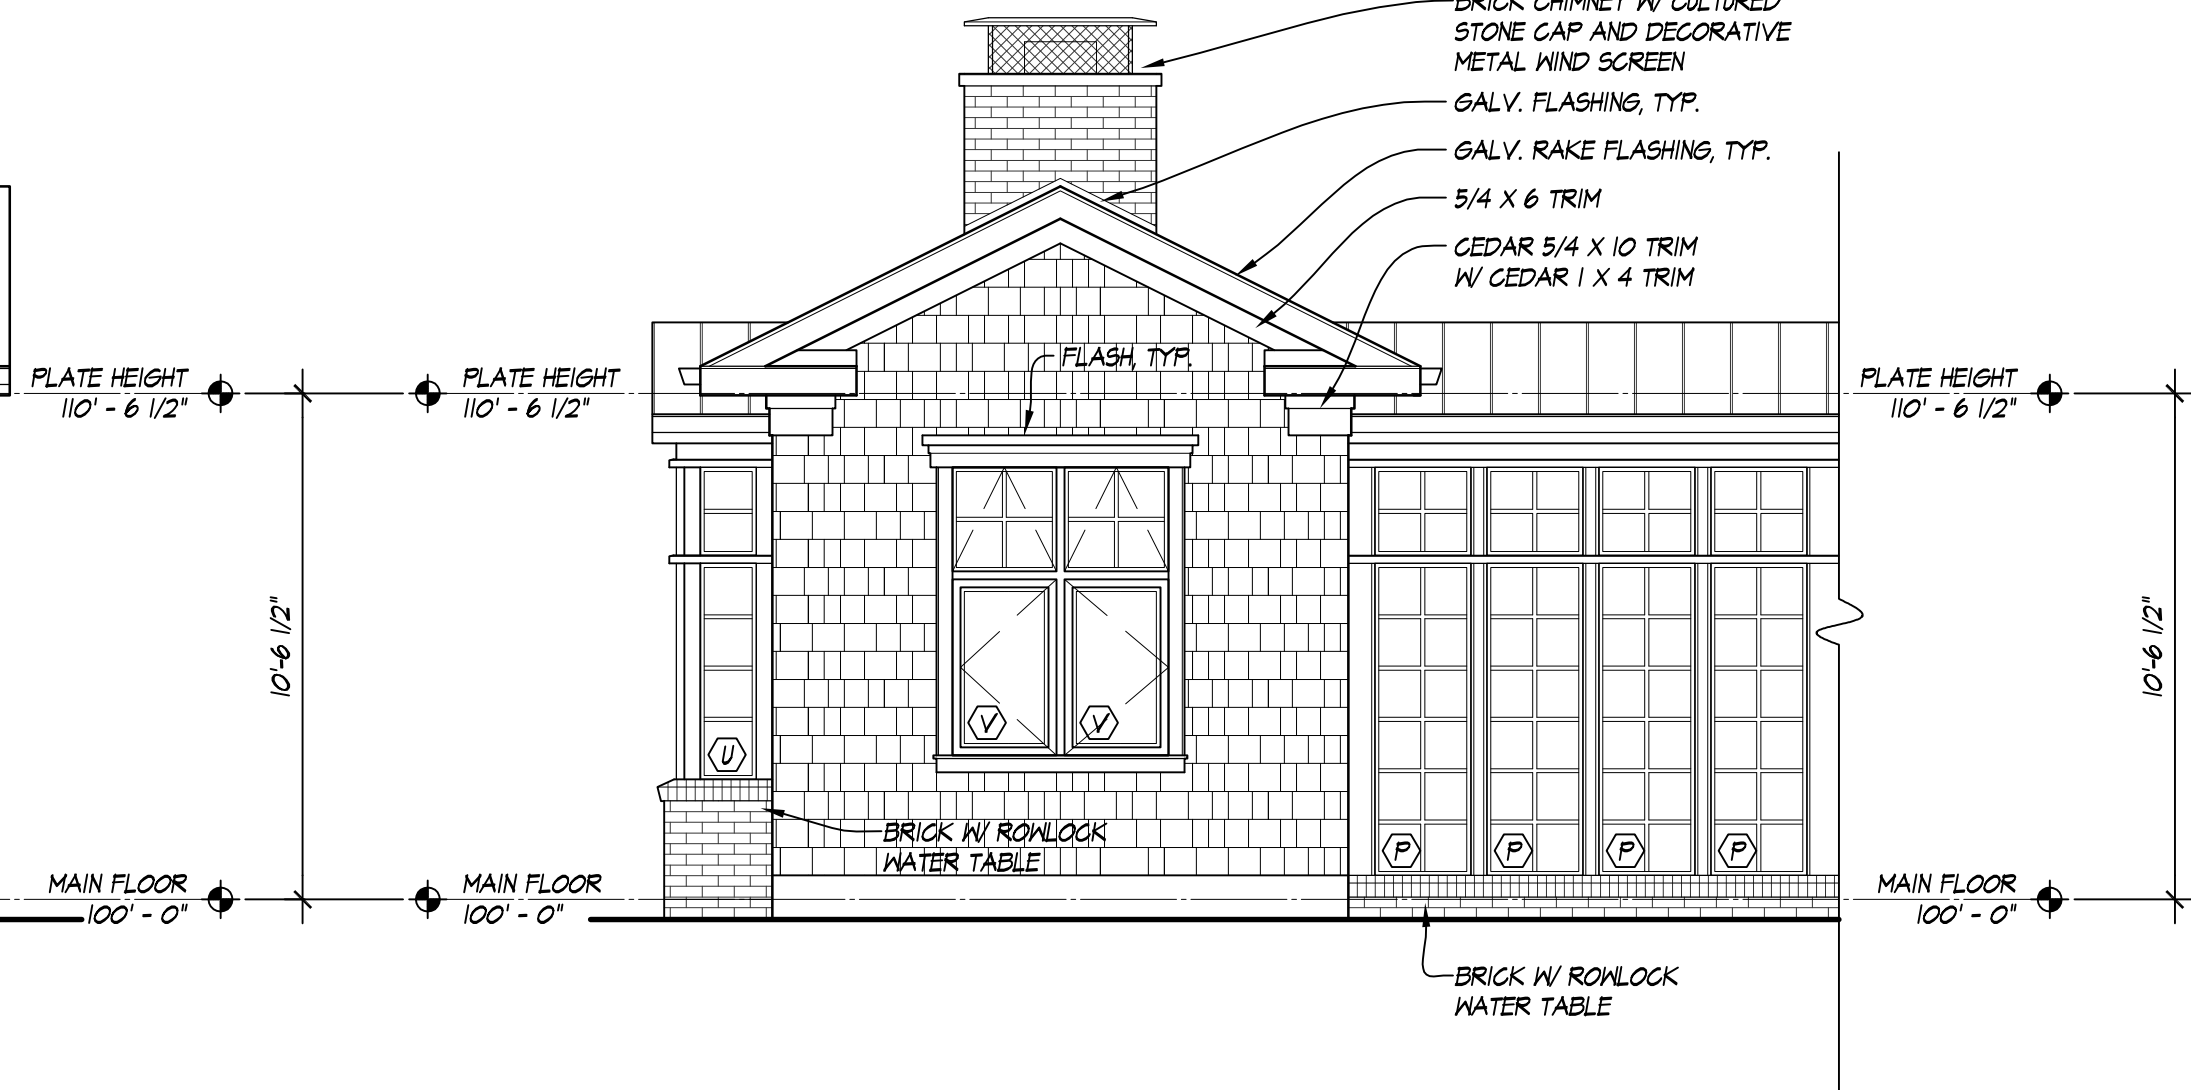 BRICK CHIMNEY W/ CULTURED
STONE CAP AND DECORATIVE
METAL WIND SCREEN
GALV. FLASHING, TYP.
GALV. RAKE FLASHING, TYP.
5/4 X 6 TRIM
CEDAR 5/4 X 10 TRIM
W/ CEDAR 1 X 4 TRIM
FLASH, TYP.
PLATE HEIGHT
110' - 6 1/2"
PLATE HEIGHT
110' - 6 1/2"
PLATE HEIGHT
110' - 6 1/2"
10'-6 1/2"
10'-6 1/2"
V
V
U
BRICK W/ ROWLOCK
WATER TABLE
P
P
P
P
MAIN FLOOR
100' - 0"
MAIN FLOOR
100' - 0"
MAIN FLOOR
100' - 0"
BRICK W/ ROWLOCK
WATER TABLE